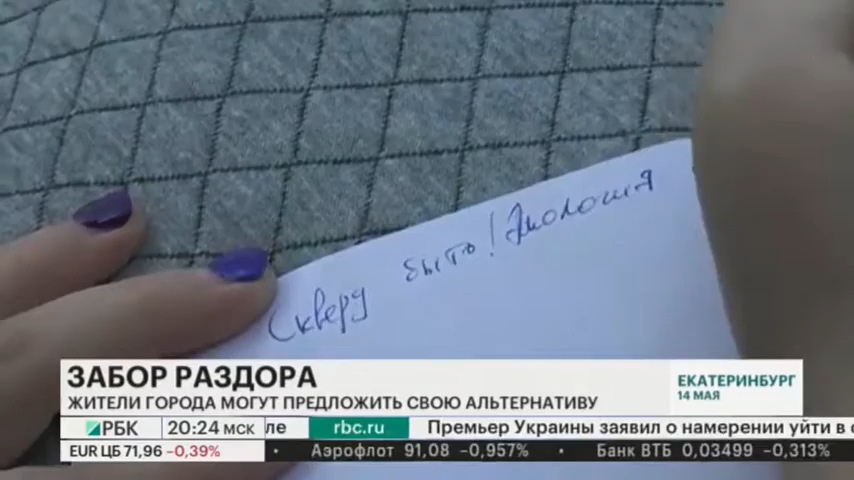 Скверу быть! Экология
ЗАБОР РАЗДОРА
ЖИТЕЛИ ГОРОДА МОГУТ ПРЕДЛОЖИТЬ СВОЮ АЛЬТЕРНАТИВУ
ЕКАТЕРИНБУРГ
14 МАЯ
РБК 20:24 МСК ле rbc.ru Премьер Украины заявил о намерении уйти в
EUR ЦБ 71,96 -0,39% • Аэрофлот 91,08 -0,957% • Банк ВТБ 0,03499 -0,313%